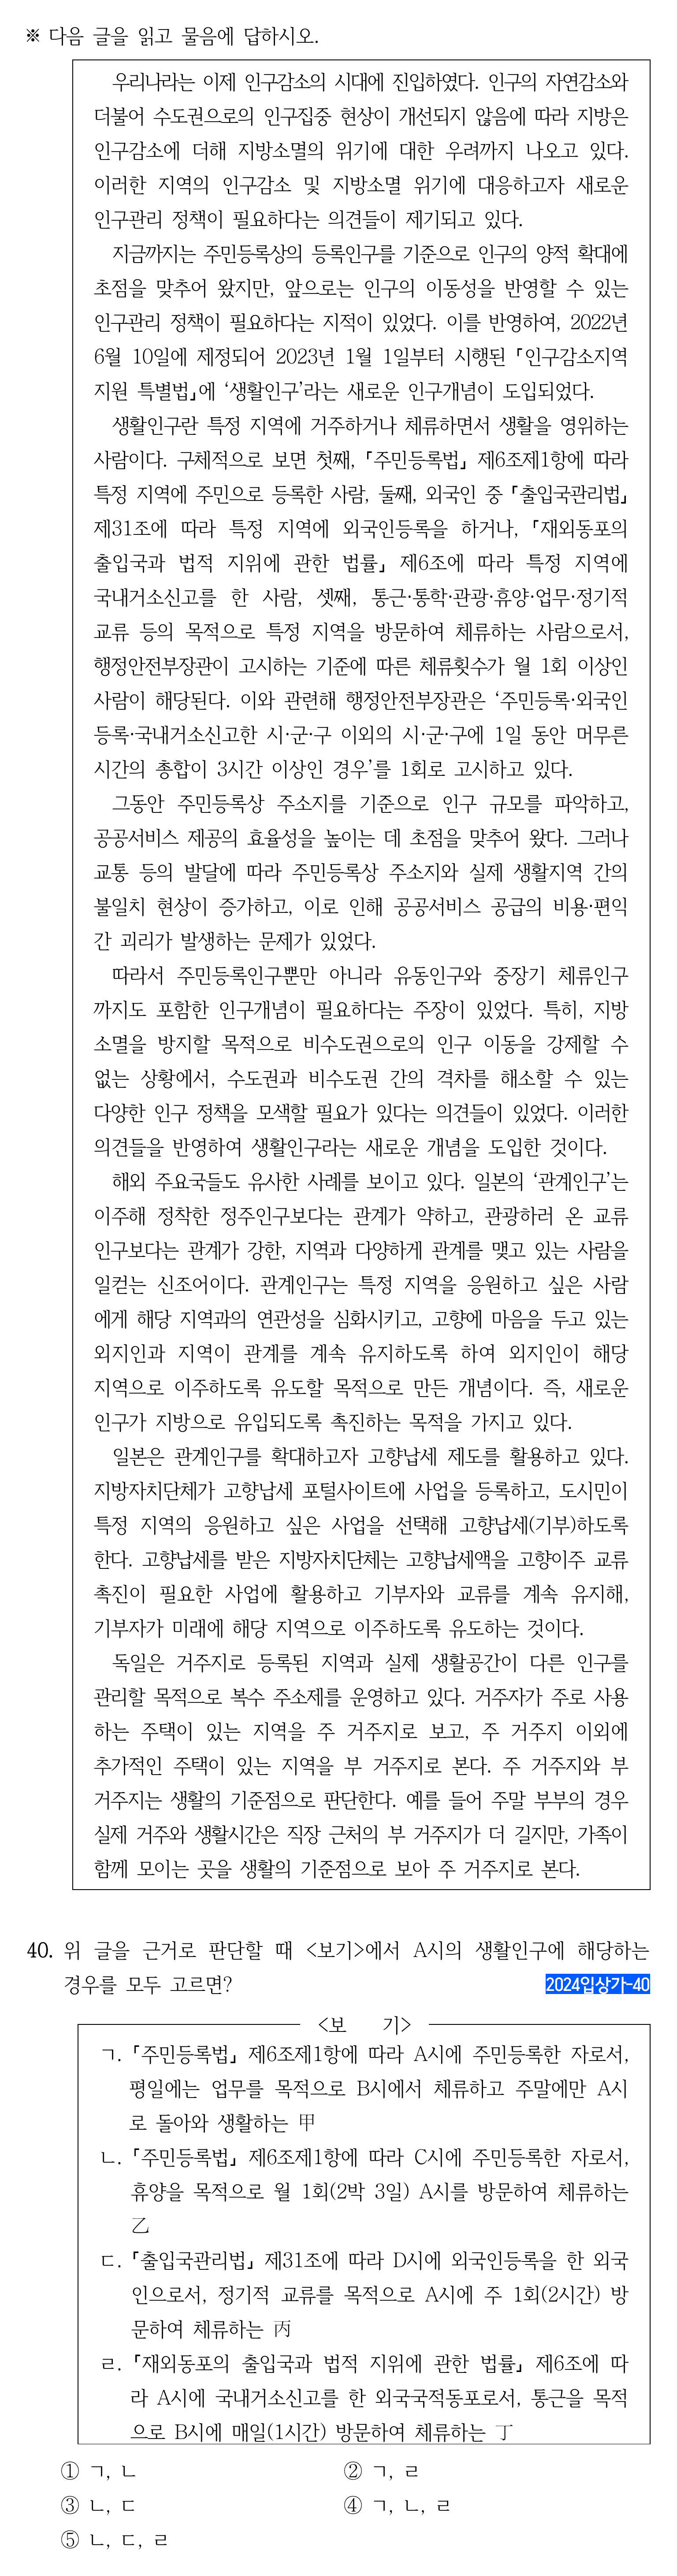 ※ 다음 글을 읽고 물음에 답하시오.
우리나라는 이제 인구감소의 시대에 진입하였다. 인구의 자연감소와
더불어 수도권으로의 인구집중 현상이 개선되지 않음에 따라 지방은
인구감소에 더해 지방소멸의 위기에 대한 우려까지 나오고 있다.
이러한 지역의 인구감소 및 지방소멸 위기에 대응하고자 새로운
인구관리 정책이 필요하다는 의견들이 제기되고 있다.
지금까지는 주민등록상의 등록인구를 기준으로 인구의 양적 확대에
초점을 맞추어 왔지만, 앞으로는 인구의 이동성을 반영할 수 있는
인구관리 정책이 필요하다는 지적이 있었다. 이를 반영하여, 2022년
6월 10일에 제정되어 2023년 1월 1일부터 시행된 「인구감소지역
지원 특별법」에 ‘생활인구’라는 새로운 인구개념이 도입되었다.
생활인구란 특정 지역에 거주하거나 체류하면서 생활을 영위하는
사람이다. 구체적으로 보면 첫째, 「주민등록법」 제6조제1항에 따라
특정 지역에 주민으로 등록한 사람, 둘째, 외국인 중 「출입국관리법」
제31조에 따라 특정 지역에 외국인등록을 하거나, 「재외동포의
출입국과 법적 지위에 관한 법률」 제6조에 따라 특정 지역에
국내거소신고를 한 사람, 셋째, 통근·통학·관광·휴양·업무·정기적
교류 등의 목적으로 특정 지역을 방문하여 체류하는 사람으로서,
행정안전부장관이 고시하는 기준에 따른 체류횟수가 월 1회 이상인
사람이 해당된다. 이와 관련해 행정안전부장관은 ‘주민등록·외국인
등록·국내거소신고한 시·군·구 이외의 시·군·구에 1일 동안 머무른
시간의 총합이 3시간 이상인 경우’를 1회로 고시하고 있다.
그동안 주민등록상 주소지를 기준으로 인구 규모를 파악하고,
공공서비스 제공의 효율성을 높이는 데 초점을 맞추어 왔다. 그러나
교통 등의 발달에 따라 주민등록상 주소지와 실제 생활지역 간의
불일치 현상이 증가하고, 이로 인해 공공서비스 공급의 비용·편익
간 괴리가 발생하는 문제가 있었다.
따라서 주민등록인구뿐만 아니라 유동인구와 중장기 체류인구
까지도 포함한 인구개념이 필요하다는 주장이 있었다. 특히, 지방
소멸을 방지할 목적으로 비수도권으로의 인구 이동을 강제할 수
없는 상황에서, 수도권과 비수도권 간의 격차를 해소할 수 있는
다양한 인구 정책을 모색할 필요가 있다는 의견들이 있었다. 이러한
의견들을 반영하여 생활인구라는 새로운 개념을 도입한 것이다.
해외 주요국들도 유사한 사례를 보이고 있다. 일본의 ‘관계인구’는
이주해 정착한 정주인구보다는 관계가 약하고, 관광하러 온 교류
인구보다는 관계가 강한, 지역과 다양하게 관계를 맺고 있는 사람을
일컫는 신조어이다. 관계인구는 특정 지역을 응원하고 싶은 사람
에게 해당 지역과의 연관성을 심화시키고, 고향에 마음을 두고 있는
외지인과 지역이 관계를 계속 유지하도록 하여 외지인이 해당
지역으로 이주하도록 유도할 목적으로 만든 개념이다. 즉, 새로운
인구가 지방으로 유입되도록 촉진하는 목적을 가지고 있다.
일본은 관계인구를 확대하고자 고향납세 제도를 활용하고 있다.
지방자치단체가 고향납세 포털사이트에 사업을 등록하고, 도시민이
특정 지역의 응원하고 싶은 사업을 선택해 고향납세(기부)하도록
한다. 고향납세를 받은 지방자치단체는 고향납세액을 고향이주 교류
촉진이 필요한 사업에 활용하고 기부자와 교류를 계속 유지해,
기부자가 미래에 해당 지역으로 이주하도록 유도하는 것이다.
독일은 거주지로 등록된 지역과 실제 생활공간이 다른 인구를
관리할 목적으로 복수 주소제를 운영하고 있다. 거주자가 주로 사용
하는 주택이 있는 지역을 주 거주지로 보고, 주 거주지 이외에
추가적인 주택이 있는 지역을 부 거주지로 본다. 주 거주지와 부
거주지는 생활의 기준점으로 판단한다. 예를 들어 주말 부부의 경우
실제 거주와 생활시간은 직장 근처의 부 거주지가 더 길지만, 가족이
함께 모이는 곳을 생활의 기준점으로 보아 주 거주지로 본다.
40. 위 글을 근거로 판단할 때 <보기>에서 A시의 생활인구에 해당하는
경우를 모두 고르면? 2024입상가-40
<보 기>
ㄱ. 「주민등록법」 제6조제1항에 따라 A시에 주민등록한 자로서,
평일에는 업무를 목적으로 B시에서 체류하고 주말에만 A시
로 돌아와 생활하는 甲
ㄴ. 「주민등록법」 제6조제1항에 따라 C시에 주민등록한 자로서,
휴양을 목적으로 월 1회(2박 3일) A시를 방문하여 체류하는
乙
ㄷ. 「출입국관리법」 제31조에 따라 D시에 외국인등록을 한 외국
인으로서, 정기적 교류를 목적으로 A시에 주 1회(2시간) 방
문하여 체류하는 丙
ㄹ. 「재외동포의 출입국과 법적 지위에 관한 법률」 제6조에 따
라 A시에 국내거소신고를 한 외국국적동포로서, 통근을 목적
으로 B시에 매일(1시간) 방문하여 체류하는 丁
① ㄱ, ㄴ ② ㄱ, ㄹ
③ ㄴ, ㄷ ④ ㄱ, ㄴ, ㄹ
⑤ ㄴ, ㄷ, ㄹ